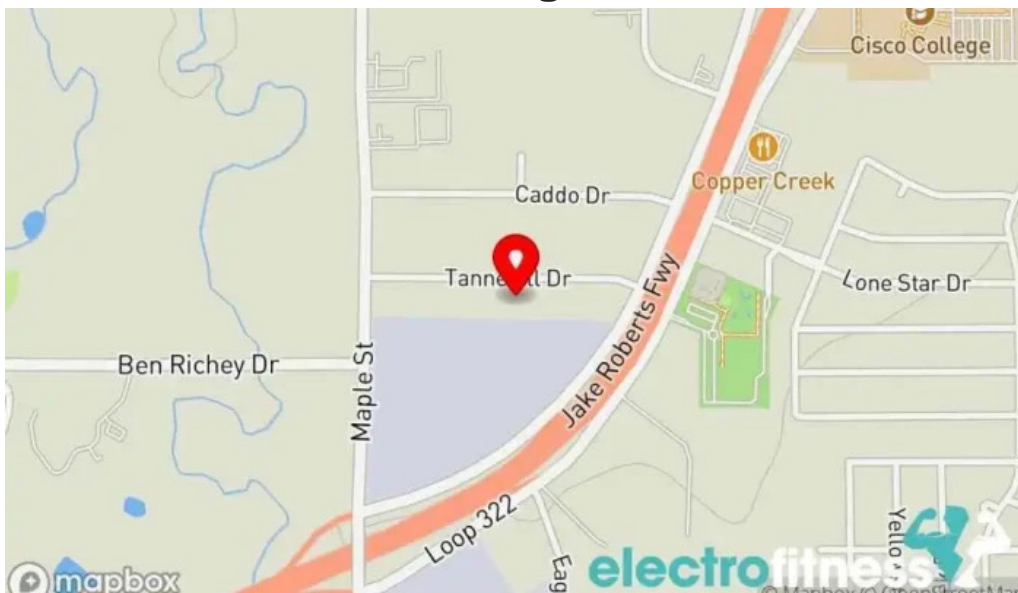 Cisco College
Copper Creek
Caddo Dr
Lone Star Dr
Jake Roberts Fwy
Ben Richey Dr
Maple St
Loop 322
electrofitness
mapbox